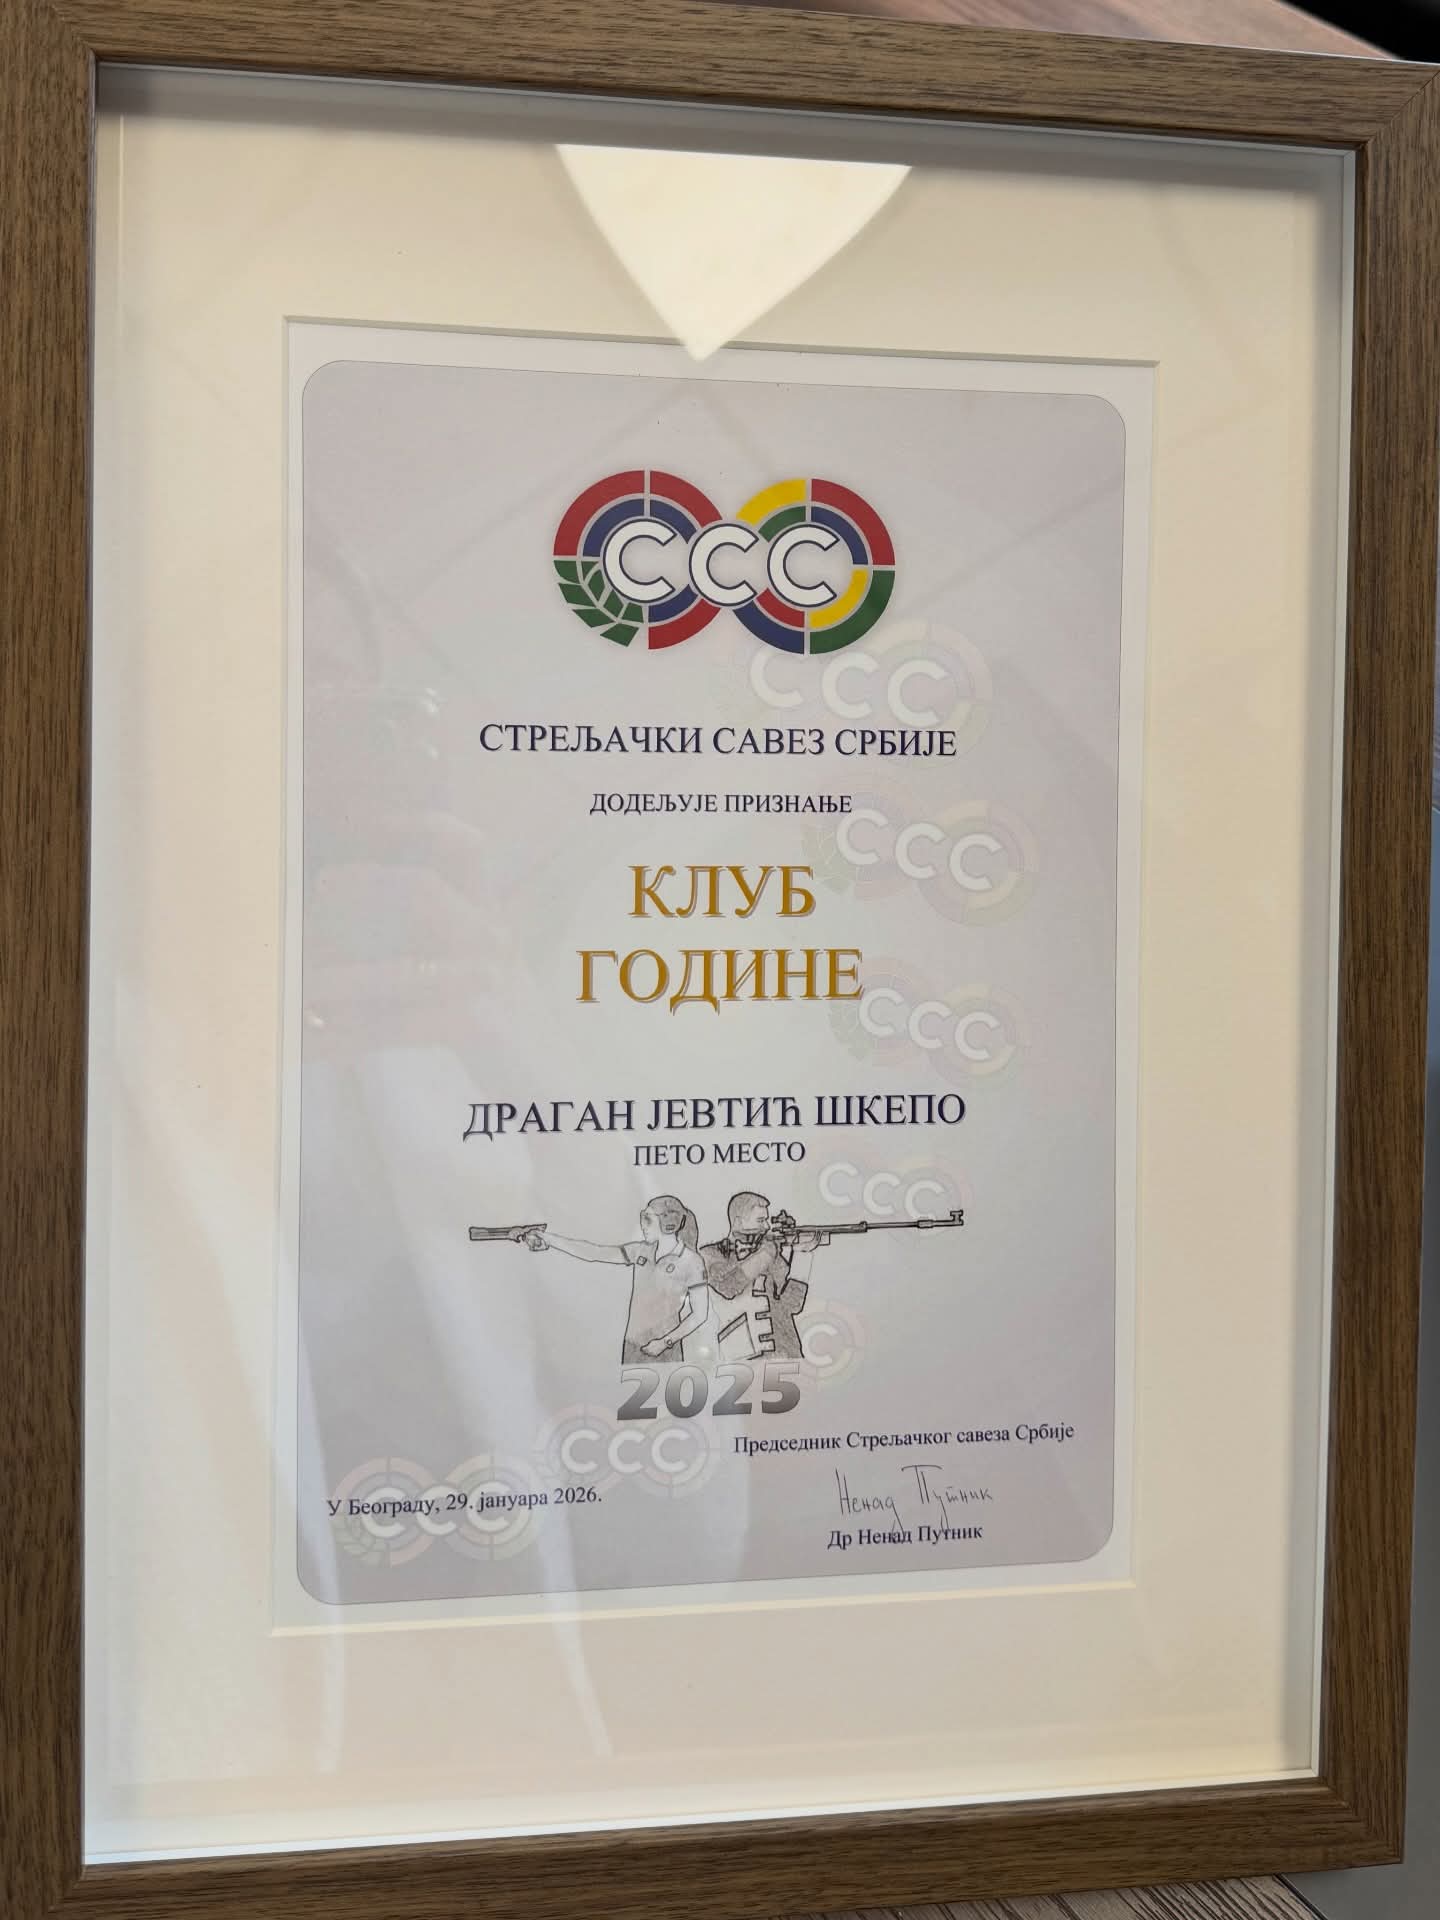 ССС
СТРЕЉАЧКИ САВЕЗ СРБИЈЕ
ДОДЕЉУЈЕ ПРИЗНАЊЕ
КЛУБ
ГОДИНЕ
ДРАГАН ЈЕВТИЋ ШКЕПО
ПЕТО МЕСТО
2025
Председник Стрељачког савеза Србије
У Београду, 29. јануара 2026.
Ненад Путник
Др Ненад Путник